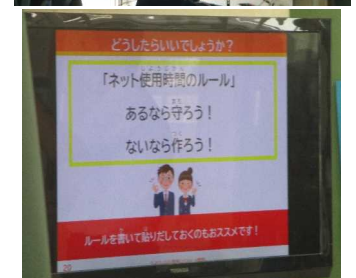 どうしたらいいでしょうか？
「ネット使用時間のルール」
あるなら守ろう！
ないなら作ろう！
ルールを書いて貼りだしておくのもおススメです！
20